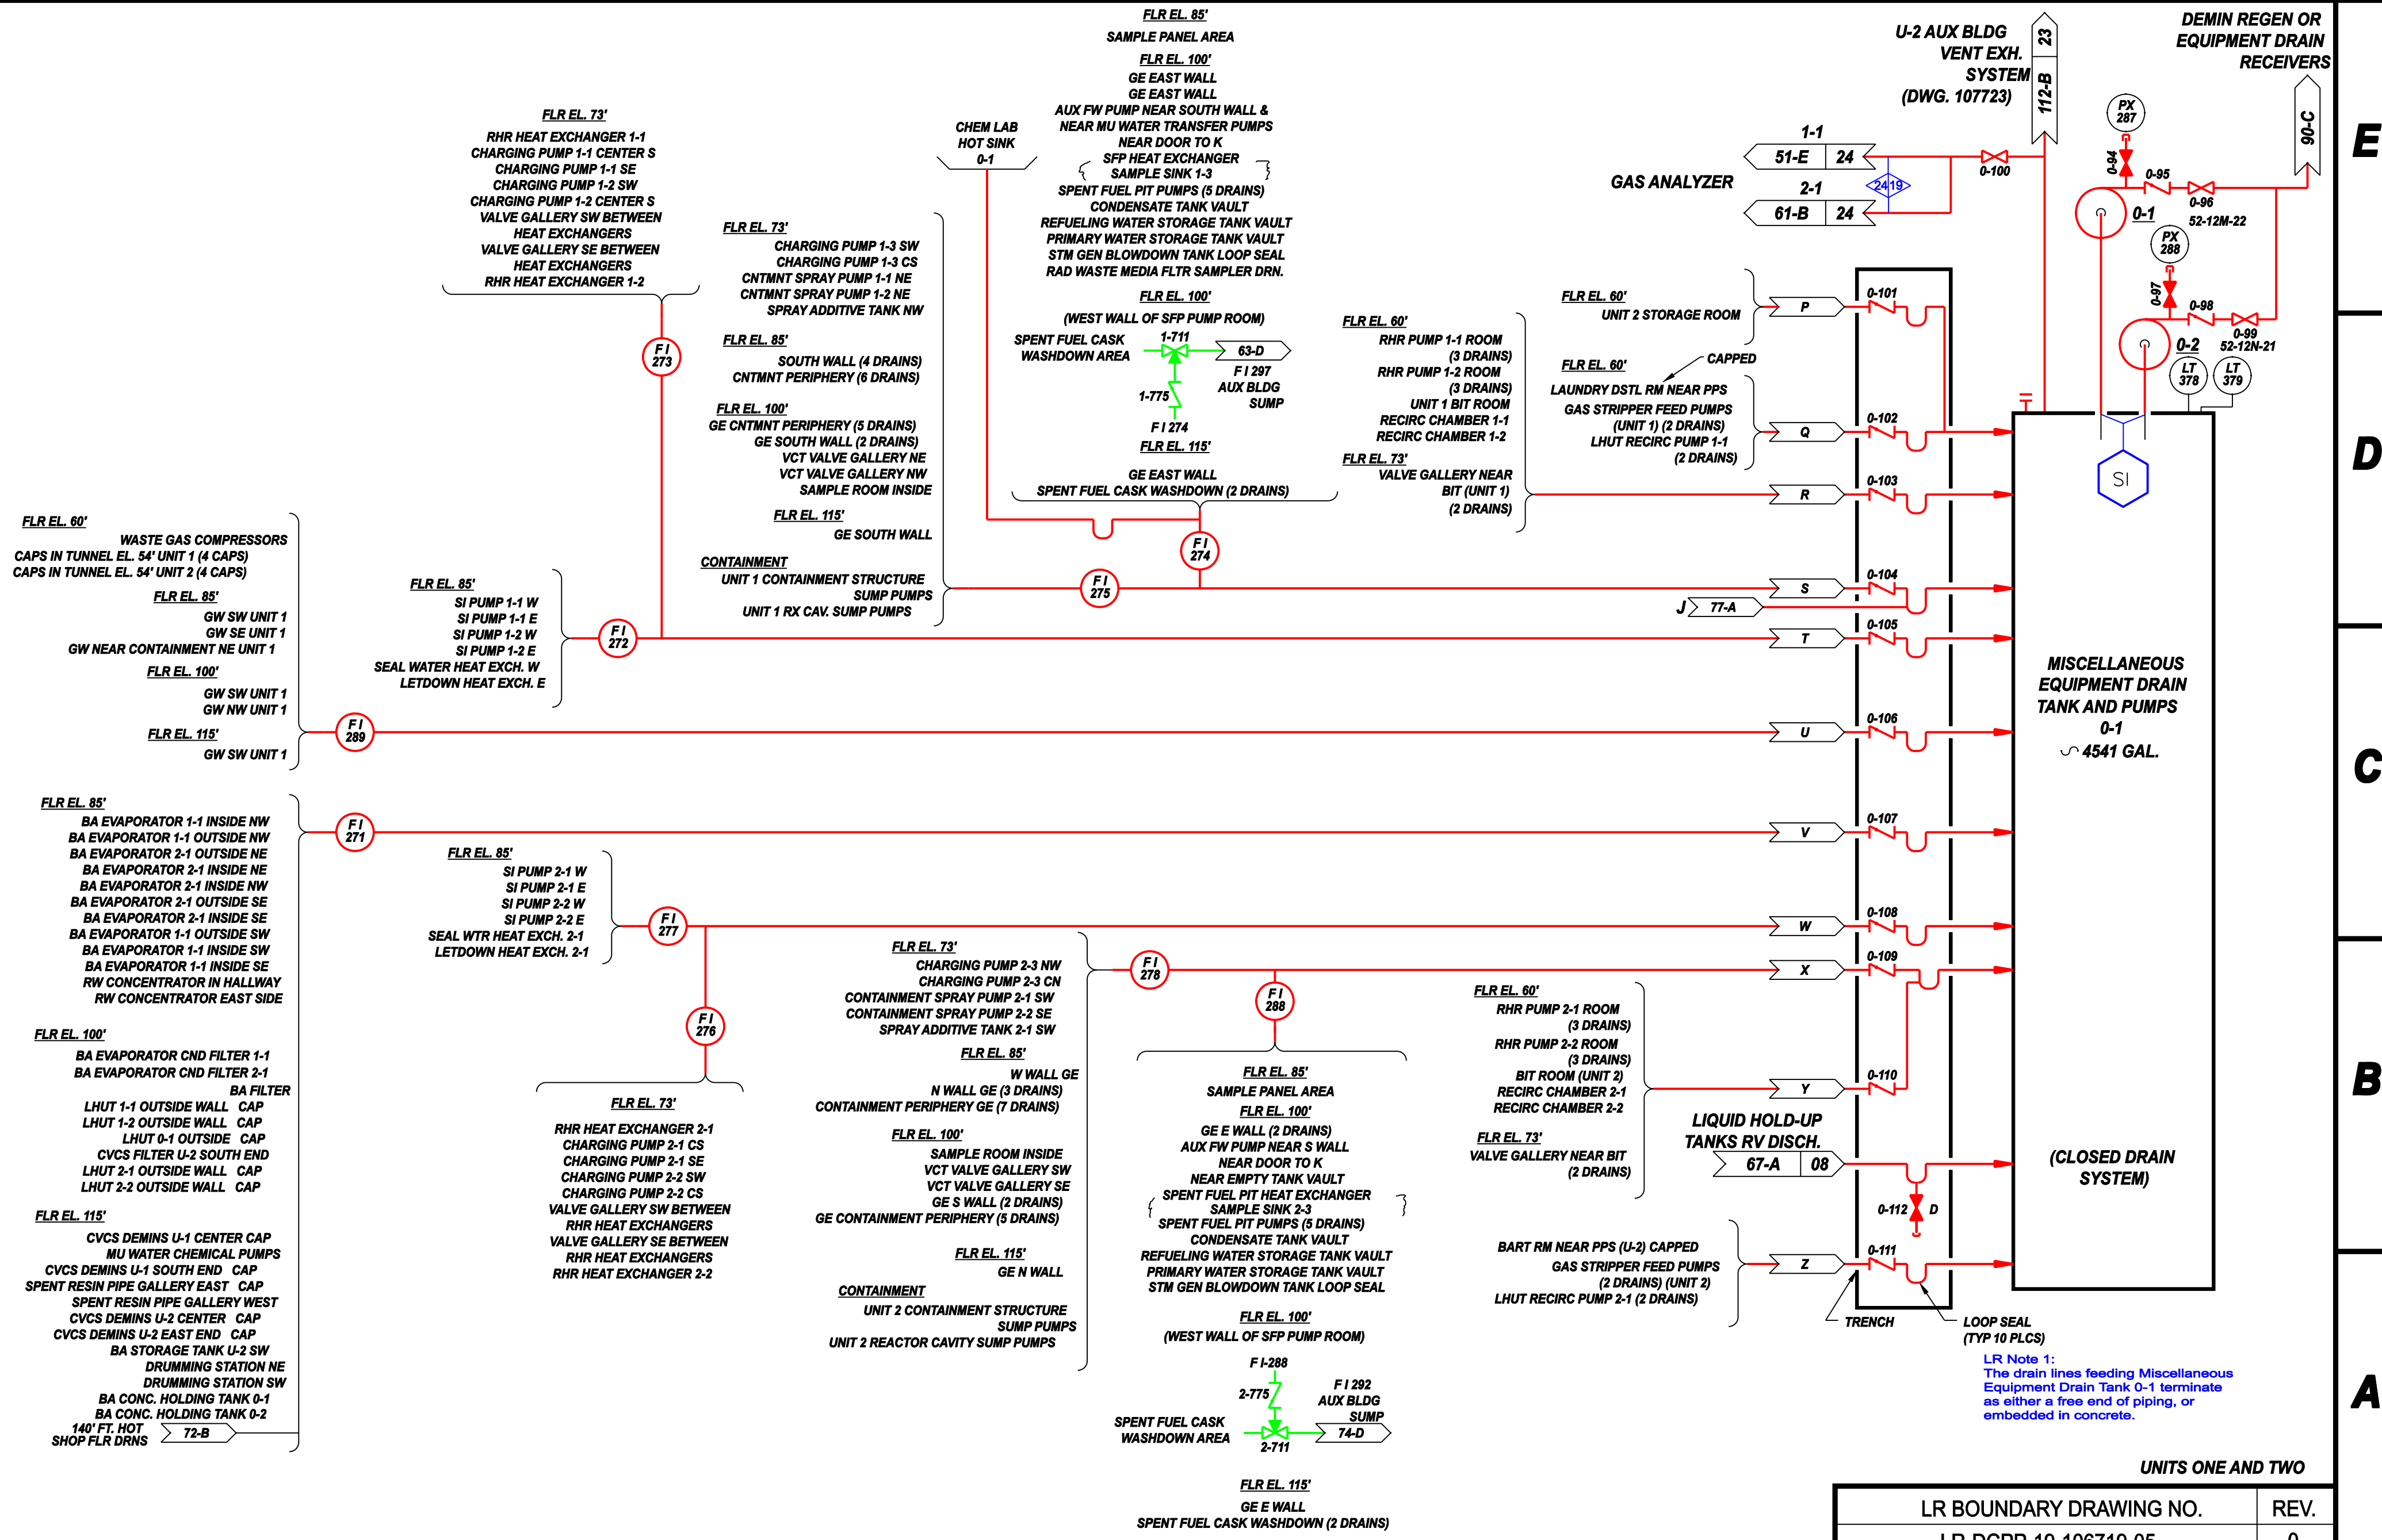 FLR EL. 85'
SAMPLE PANEL AREA
FLR EL. 100'
GE EAST WALL
GE EAST WALL
AUX FW PUMP NEAR SOUTH WALL &
NEAR MU WATER TRANSFER PUMPS
NEAR DOOR TO K
SFP HEAT EXCHANGER
SAMPLE SINK 1-3
SPENT FUEL PIT PUMPS (5 DRAINS)
CONDENSATE TANK VAULT
REFUELING WATER STORAGE TANK VAULT
PRIMARY WATER STORAGE TANK VAULT
STM GEN BLOWDOWN TANK LOOP SEAL
RAD WASTE MEDIA FLTR SAMPLER DRN.
FLR EL. 100'
(WEST WALL OF SFP PUMP ROOM)
SPENT FUEL CASK
WASHDOWN AREA
1-711
63-D
F I 297
AUX BLDG
SUMP
1-775
F I 274
FLR EL. 115'
GE EAST WALL
SPENT FUEL CASK WASHDOWN (2 DRAINS)
F I
274
CHEM LAB
HOT SINK
0-1
FLR EL. 73'
RHR HEAT EXCHANGER 1-1
CHARGING PUMP 1-1 CENTER S
CHARGING PUMP 1-1 SE
CHARGING PUMP 1-2 SW
CHARGING PUMP 1-2 CENTER S
VALVE GALLERY SW BETWEEN
HEAT EXCHANGERS
VALVE GALLERY SE BETWEEN
HEAT EXCHANGERS
RHR HEAT EXCHANGER 1-2
F I
273
FLR EL. 73'
CHARGING PUMP 1-3 SW
CHARGING PUMP 1-3 CS
CNTMNT SPRAY PUMP 1-1 NE
CNTMNT SPRAY PUMP 1-2 NE
SPRAY ADDITIVE TANK NW
FLR EL. 85'
SOUTH WALL (4 DRAINS)
CNTMNT PERIPHERY (6 DRAINS)
FLR EL. 100'
GE CNTMNT PERIPHERY (5 DRAINS)
GE SOUTH WALL (2 DRAINS)
VCT VALVE GALLERY NE
VCT VALVE GALLERY NW
SAMPLE ROOM INSIDE
FLR EL. 115'
GE SOUTH WALL
CONTAINMENT
UNIT 1 CONTAINMENT STRUCTURE
SUMP PUMPS
UNIT 1 RX CAV. SUMP PUMPS
F I
275
U-2 AUX BLDG
VENT EXH.
SYSTEM
(DWG. 107723)
112-B 23
DEMIN REGEN OR
EQUIPMENT DRAIN
RECEIVERS
90-C
GAS ANALYZER
1-1
51-E 24
2-1
61-B 24
24 19
0-100
PX
287
0-94
0-95
0-96
0-1
52-12M-22
PX
288
0-97
0-98
0-99
52-12N-21
0-2
LT
378
LT
379
SI
FLR EL. 60'
UNIT 2 STORAGE ROOM
P
0-101
FLR EL. 60'
CAPPED
LAUNDRY DSTL RM NEAR PPS
GAS STRIPPER FEED PUMPS
(UNIT 1) (2 DRAINS)
LHUT RECIRC PUMP 1-1
(2 DRAINS)
Q
0-102
FLR EL. 60'
RHR PUMP 1-1 ROOM
(3 DRAINS)
RHR PUMP 1-2 ROOM
(3 DRAINS)
UNIT 1 BIT ROOM
RECIRC CHAMBER 1-1
RECIRC CHAMBER 1-2
FLR EL. 73'
VALVE GALLERY NEAR
BIT (UNIT 1)
(2 DRAINS)
R
0-103
S
0-104
J 77-A
T
0-105
U
0-106
V
0-107
W
0-108
X
0-109
Y
0-110
FLR EL. 60'
WASTE GAS COMPRESSORS
CAPS IN TUNNEL EL. 54' UNIT 1 (4 CAPS)
CAPS IN TUNNEL EL. 54' UNIT 2 (4 CAPS)
FLR EL. 85'
GW SW UNIT 1
GW SE UNIT 1
GW NEAR CONTAINMENT NE UNIT 1
FLR EL. 100'
GW SW UNIT 1
GW NW UNIT 1
FLR EL. 115'
GW SW UNIT 1
F I
289
FLR EL. 85'
SI PUMP 1-1 W
SI PUMP 1-1 E
SI PUMP 1-2 W
SI PUMP 1-2 E
SEAL WATER HEAT EXCH. W
LETDOWN HEAT EXCH. E
F I
272
MISCELLANEOUS
EQUIPMENT DRAIN
TANK AND PUMPS
0-1
4541 GAL.
(CLOSED DRAIN
SYSTEM)
FLR EL. 85'
BA EVAPORATOR 1-1 INSIDE NW
BA EVAPORATOR 1-1 OUTSIDE NW
BA EVAPORATOR 2-1 OUTSIDE NE
BA EVAPORATOR 2-1 INSIDE NE
BA EVAPORATOR 2-1 INSIDE NW
BA EVAPORATOR 2-1 OUTSIDE SE
BA EVAPORATOR 2-1 INSIDE SE
BA EVAPORATOR 1-1 OUTSIDE SW
BA EVAPORATOR 1-1 INSIDE SW
BA EVAPORATOR 1-1 INSIDE SE
RW CONCENTRATOR IN HALLWAY
RW CONCENTRATOR EAST SIDE
FLR EL. 100'
BA EVAPORATOR CND FILTER 1-1
BA EVAPORATOR CND FILTER 2-1
BA FILTER
LHUT 1-1 OUTSIDE WALL CAP
LHUT 1-2 OUTSIDE WALL CAP
LHUT 0-1 OUTSIDE CAP
CVCS FILTER U-2 SOUTH END
LHUT 2-1 OUTSIDE WALL CAP
LHUT 2-2 OUTSIDE WALL CAP
FLR EL. 115'
CVCS DEMINS U-1 CENTER CAP
MU WATER CHEMICAL PUMPS
CVCS DEMINS U-1 SOUTH END CAP
SPENT RESIN PIPE GALLERY EAST CAP
SPENT RESIN PIPE GALLERY WEST
CVCS DEMINS U-2 CENTER CAP
CVCS DEMINS U-2 EAST END CAP
BA STORAGE TANK U-2 SW
DRUMMING STATION NE
DRUMMING STATION SW
BA CONC. HOLDING TANK 0-1
BA CONC. HOLDING TANK 0-2
140' FT. HOT
SHOP FLR DRNS
72-B
F I
271
FLR EL. 85'
SI PUMP 2-1 W
SI PUMP 2-1 E
SI PUMP 2-2 W
SI PUMP 2-2 E
SEAL WTR HEAT EXCH. 2-1
LETDOWN HEAT EXCH. 2-1
F I
277
F I
276
FLR EL. 73'
RHR HEAT EXCHANGER 2-1
CHARGING PUMP 2-1 CS
CHARGING PUMP 2-1 SE
CHARGING PUMP 2-2 SW
CHARGING PUMP 2-2 CS
VALVE GALLERY SW BETWEEN
RHR HEAT EXCHANGERS
VALVE GALLERY SE BETWEEN
RHR HEAT EXCHANGERS
RHR HEAT EXCHANGER 2-2
FLR EL. 73'
CHARGING PUMP 2-3 NW
CHARGING PUMP 2-3 CN
CONTAINMENT SPRAY PUMP 2-1 SW
CONTAINMENT SPRAY PUMP 2-2 SE
SPRAY ADDITIVE TANK 2-1 SW
FLR EL. 85'
W WALL GE
N WALL GE (3 DRAINS)
CONTAINMENT PERIPHERY GE (7 DRAINS)
FLR EL. 100'
SAMPLE ROOM INSIDE
VCT VALVE GALLERY SW
VCT VALVE GALLERY SE
GE S WALL (2 DRAINS)
GE CONTAINMENT PERIPHERY (5 DRAINS)
FLR EL. 115'
GE N WALL
CONTAINMENT
UNIT 2 CONTAINMENT STRUCTURE
SUMP PUMPS
UNIT 2 REACTOR CAVITY SUMP PUMPS
F I
278
F I
288
FLR EL. 85'
SAMPLE PANEL AREA
FLR EL. 100'
GE E WALL (2 DRAINS)
AUX FW PUMP NEAR S WALL
NEAR DOOR TO K
NEAR EMPTY TANK VAULT
SPENT FUEL PIT HEAT EXCHANGER
SAMPLE SINK 2-3
SPENT FUEL PIT PUMPS (5 DRAINS)
CONDENSATE TANK VAULT
REFUELING WATER STORAGE TANK VAULT
PRIMARY WATER STORAGE TANK VAULT
STM GEN BLOWDOWN TANK LOOP SEAL
FLR EL. 100'
(WEST WALL OF SFP PUMP ROOM)
F I-288
2-775
F I 292
AUX BLDG
SUMP
SPENT FUEL CASK
WASHDOWN AREA
2-711
74-D
FLR EL. 115'
GE E WALL
SPENT FUEL CASK WASHDOWN (2 DRAINS)
FLR EL. 60'
RHR PUMP 2-1 ROOM
(3 DRAINS)
RHR PUMP 2-2 ROOM
(3 DRAINS)
BIT ROOM (UNIT 2)
RECIRC CHAMBER 2-1
RECIRC CHAMBER 2-2
FLR EL. 73'
VALVE GALLERY NEAR BIT
(2 DRAINS)
LIQUID HOLD-UP
TANKS RV DISCH.
67-A 08
0-112 D
BART RM NEAR PPS (U-2) CAPPED
GAS STRIPPER FEED PUMPS
(2 DRAINS) (UNIT 2)
LHUT RECIRC PUMP 2-1 (2 DRAINS)
Z
0-111
TRENCH
LOOP SEAL
(TYP 10 PLCS)
LR Note 1:
The drain lines feeding Miscellaneous
Equipment Drain Tank 0-1 terminate
as either a free end of piping, or
embedded in concrete.
E
D
C
B
A
UNITS ONE AND TWO
LR BOUNDARY DRAWING NO. REV.
LR-DCPP-19-106719-05 0